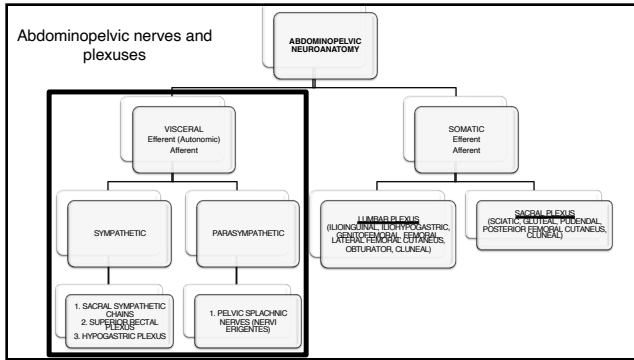 Abdominopelvic nerves and
plexuses
ABDOMINOPELVIC
NEUROANATOMY
VISCERAL
Efferent (Autonomic)
Afferent
SOMATIC
Efferent
Afferent
SYMPATHETIC
PARASYMPATHETIC
LUMBAR PLEXUS
(ILIOINGUINAL, ILIOHYPOGASTRIC,
GENITOFEMORAL, FEMORAL,
LATERAL FEMORAL CUTANEUS,
OBTURATOR, CLUNEAL)
SACRAL PLEXUS
(SCIATIC, GLUTEAL, PUDENDAL,
POSTERIOR FEMORAL CUTANEUS,
CLUNEAL)
1. SACRAL SYMPATHETIC
CHAINS
2. SUPERIOR RECTAL
PLEXUS
3. HYPOGASTRIC PLEXUS
1. PELVIC SPLACHNIC
NERVES (NERVI
ERIGENTES)